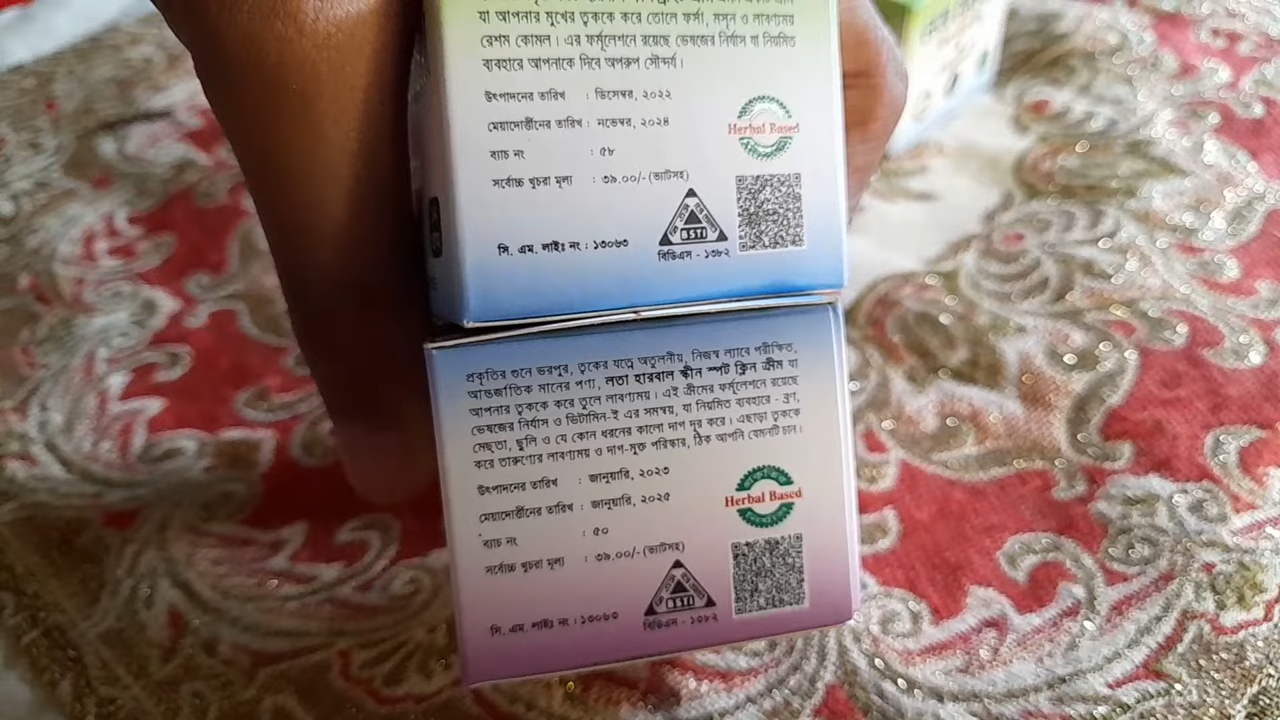 যা আপনার মুখের ত্বককে করে তোলে ফর্সা, মসৃন ও লাবণ্যময়
রেশম কোমল। এর ফর্মূলেশনে রয়েছে ভেষজের নির্যাস যা নিয়মিত
ব্যবহারে আপনাকে দিবে অপরূপ সৌন্দর্য।
উৎপাদনের তারিখ : ডিসেম্বর, ২০২২
মেয়াদোর্ত্তীনের তারিখ : নভেম্বর, ২০২৪
ব্যাচ নং : ৫৮
সর্বোচ্চ খুচরা মূল্য : ৩৯.০০/- (ভ্যাটসহ)
Herbal Based
সি. এম. লাইঃ নং : ১৩০৬৩
BSTI
বিডিএস - ১৩৮২
প্রকৃতির গুনে ভরপুর, ত্বকের যত্নে অতুলনীয়, নিজস্ব ল্যাবে পরীক্ষিত,
আন্তর্জাতিক মানের পণ্য, লতা হারবাল স্কীন স্পট ক্লিন ক্রীম যা
আপনার ত্বককে করে তুলে লাবণ্যময়। এই ক্রীমের ফর্মূলেশনে রয়েছে
ভেষজের নির্যাস ও ভিটামিন-ই এর সমন্বয়, যা নিয়মিত ব্যবহারে - ব্রণ,
মেছতা, ছুলি ও যে কোন ধরনের কালো দাগ দূর করে। এছাড়া ত্বককে
করে তারুণ্যের লাবণ্যময় ও দাগ-মুক্ত পরিষ্কার, ঠিক আপনি যেমনটি চান।
উৎপাদনের তারিখ : জানুয়ারি, ২০২৩
মেয়াদোর্ত্তীনের তারিখ : জানুয়ারি, ২০২৫
ব্যাচ নং : ৫০
সর্বোচ্চ খুচরা মূল্য : ৩৯.০০/- (ভ্যাটসহ)
Herbal Based
সি. এম. লাইঃ নং : ১৩০৬৩
BSTI
বিডিএস - ১৩৮২